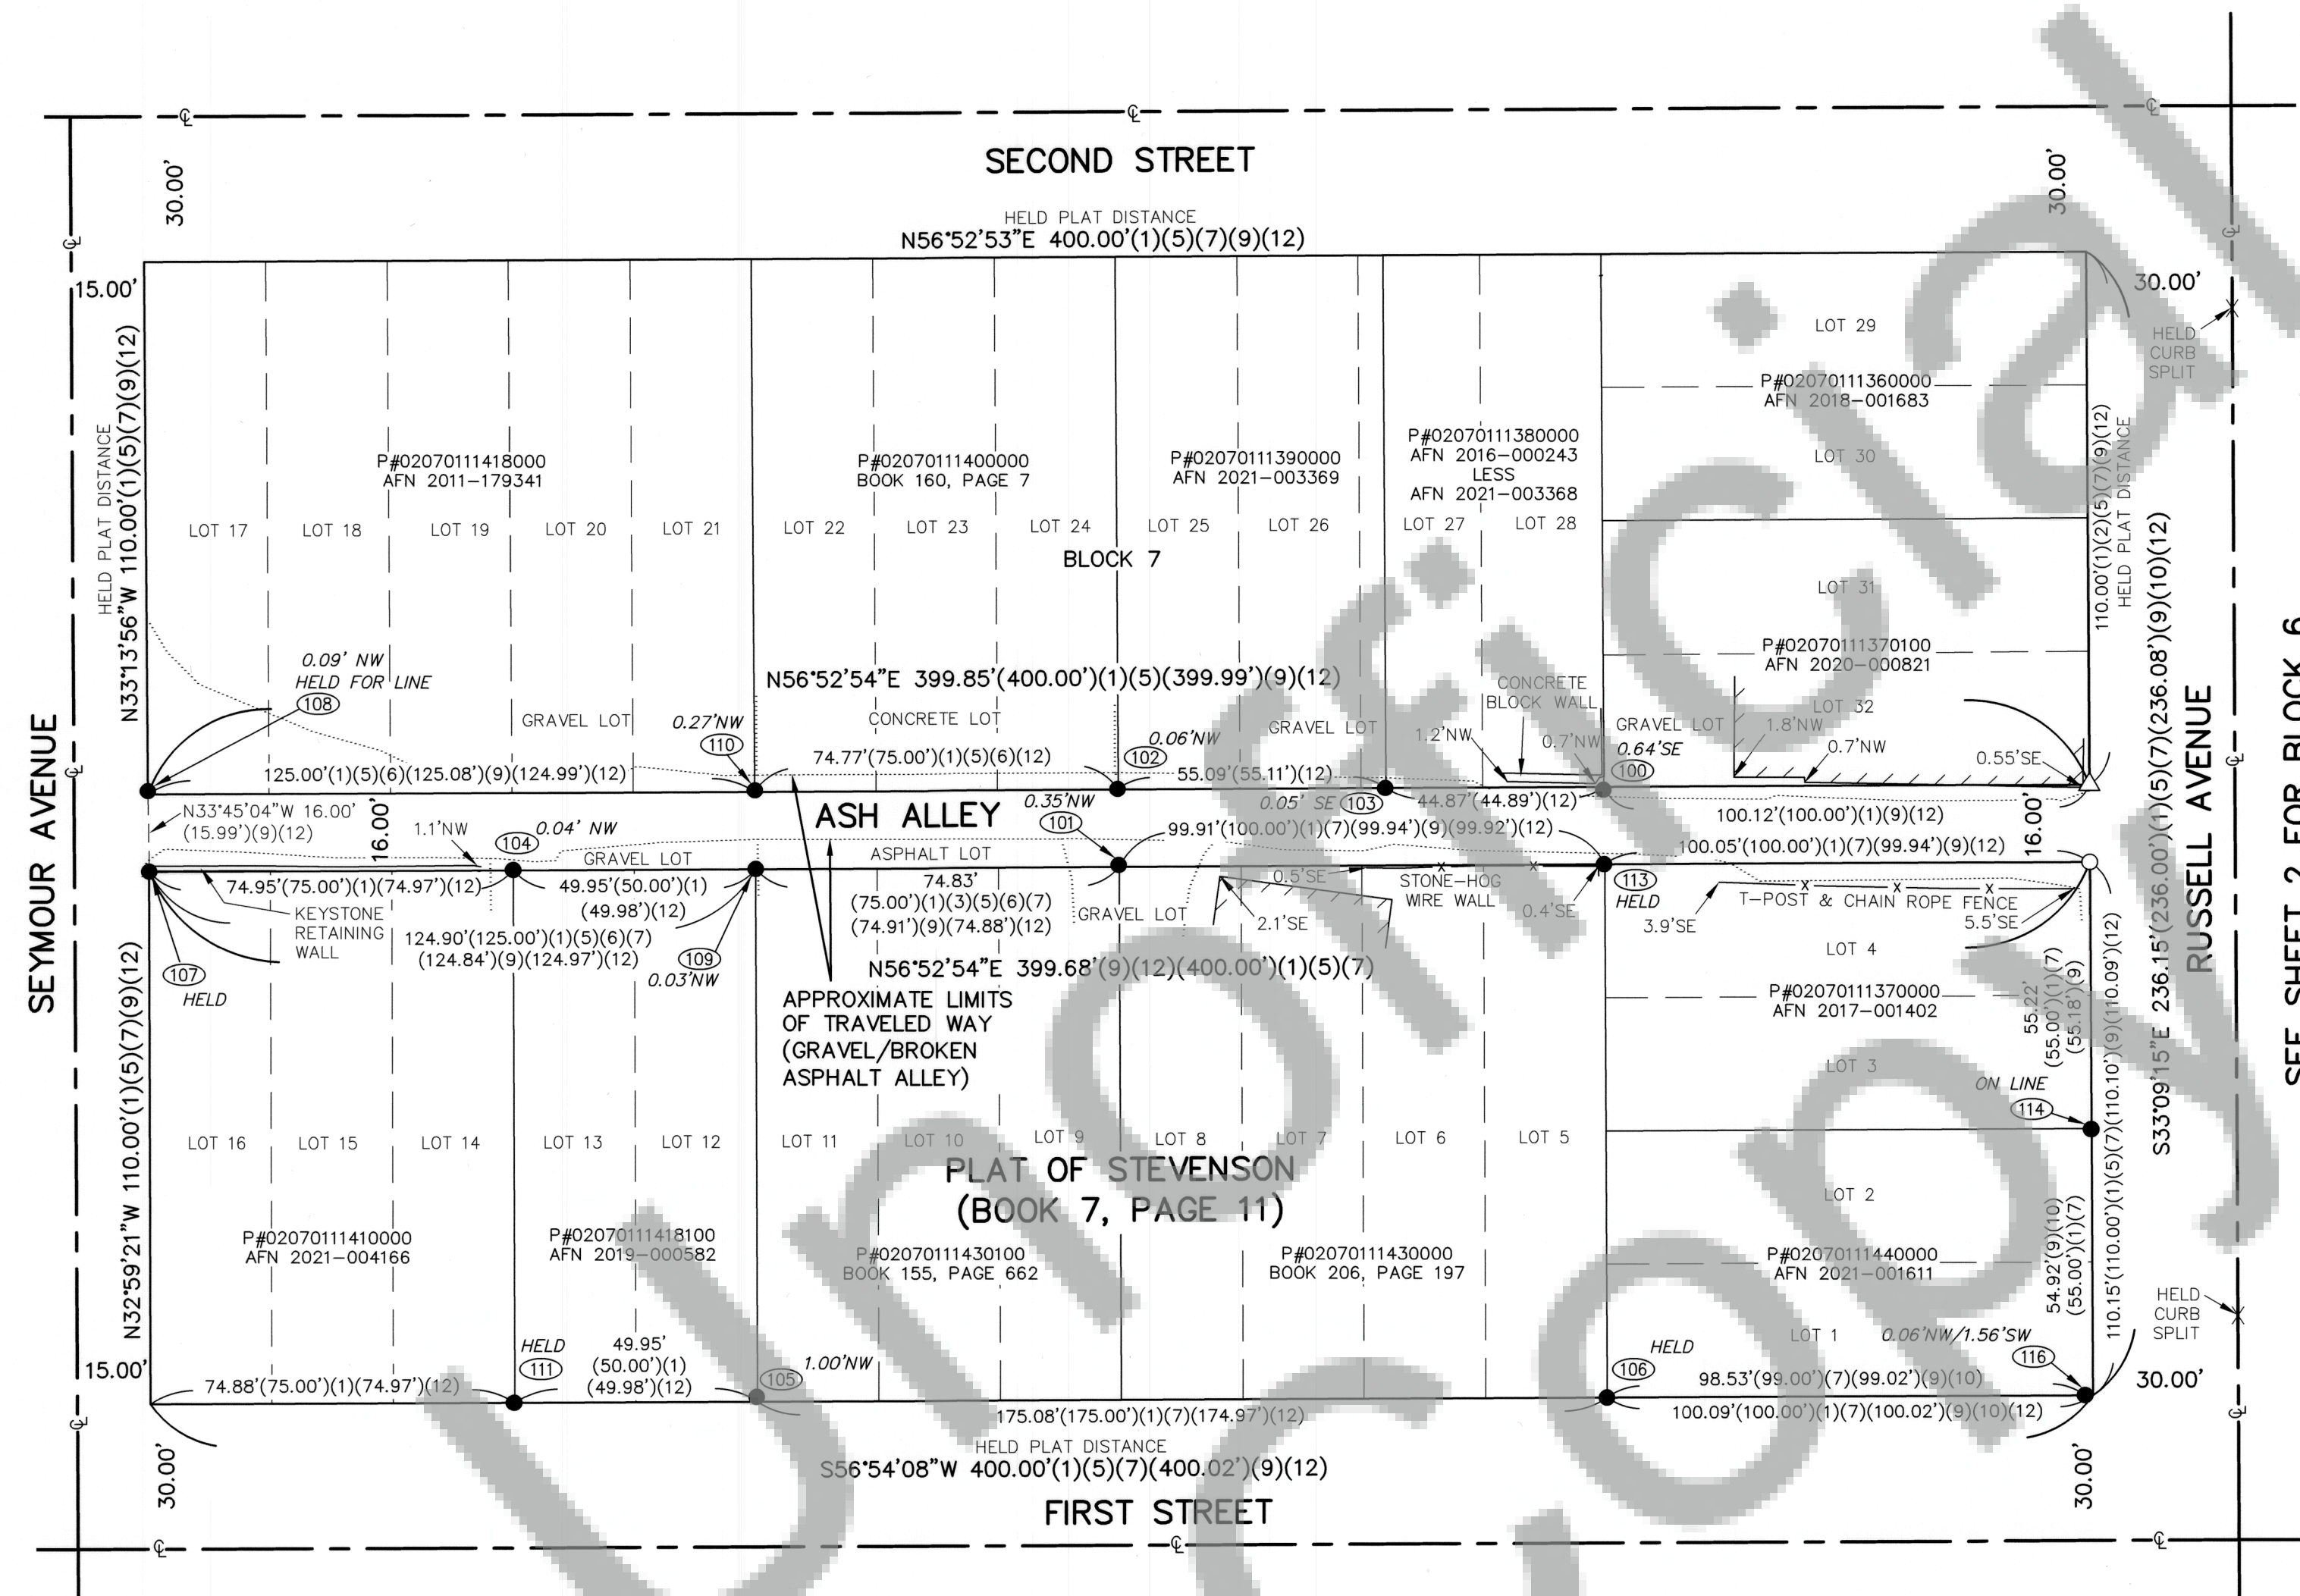 SECOND STREET
30.00'
30.00'
HELD PLAT DISTANCE
N56°52'53"E 400.00'(1)(5)(7)(9)(12)
15.00'
30.00'
HELD
CURB
SPLIT
HELD PLAT DISTANCE
N33°13'56"W 110.00'(1)(5)(7)(9)(12)
P#02070111418000
AFN 2011-179341
P#02070111400000
BOOK 160, PAGE 7
P#02070111390000
AFN 2021-003369
P#02070111380000
AFN 2016-000243
LESS
AFN 2021-003368
LOT 29
P#02070111360000
AFN 2018-001683
LOT 30
LOT 17
LOT 18
LOT 19
LOT 20
LOT 21
LOT 22
LOT 23
LOT 24
LOT 25
LOT 26
LOT 27
LOT 28
BLOCK 7
LOT 31
P#02070111370100
AFN 2020-000821
LOT 32
110.00'(1)(2)(5)(7)(9)(12)
HELD PLAT DISTANCE
S33°09'15"E 236.15'(236.00')(1)(5)(7)(236.08')(9)(10)(12)
RUSSELL AVENUE
SEE SHEET 2 FOR BLOCK 6
SEYMOUR AVENUE
0.09' NW
HELD FOR LINE
108
GRAVEL LOT
0.27'NW
110
N56°52'54"E 399.85'(400.00')(1)(5)(399.99')(9)(12)
CONCRETE LOT
74.77'(75.00')(1)(5)(6)(12)
102
0.06'NW
GRAVEL LOT
55.09'(55.11')(12)
CONCRETE
BLOCK WALL
1.2'NW
0.7'NW
GRAVEL LOT
0.64'SE
100
1.8'NW
0.7'NW
0.55'SE
125.00'(1)(5)(6)(125.08')(9)(124.99')(12)
N33°45'04"W 16.00'
(15.99')(9)(12)
16.00'
ASH ALLEY
0.35'NW
101
0.05' SE
103
44.87'(44.89')(12)
100.12'(100.00')(1)(9)(12)
16.00'
1.1'NW
104
0.04' NW
GRAVEL LOT
ASPHALT LOT
99.91'(100.00')(1)(7)(99.94')(9)(99.92')(12)
100.05'(100.00')(1)(7)(99.94')(9)(12)
74.95'(75.00')(1)(74.97')(12)
49.95'(50.00')(1)
(49.98')(12)
74.83'
(75.00')(1)(3)(5)(6)(7)
(74.91')(9)(74.88')(12)
GRAVEL LOT
0.5'SE
2.1'SE
STONE-HOG
WIRE WALL
0.4'SE
113
HELD
T-POST & CHAIN ROPE FENCE
3.9'SE
5.5'SE
KEYSTONE
RETAINING
WALL
124.90'(125.00')(1)(5)(6)(7)
(124.84')(9)(124.97')(12)
109
0.03'NW
107
HELD
N56°52'54"E 399.68'(9)(12)(400.00')(1)(5)(7)
APPROXIMATE LIMITS
OF TRAVELED WAY
(GRAVEL/BROKEN
ASPHALT ALLEY)
LOT 4
P#02070111370000
AFN 2017-001402
LOT 3
55.22'
(55.00')(1)(7)
(55.18')(9)
ON LINE
114
110.15'(110.00')(1)(5)(7)(110.10')(9)(110.09')(12)
N32°59'21"W 110.00'(1)(5)(7)(9)(12)
LOT 16
LOT 15
LOT 14
LOT 13
LOT 12
LOT 11
LOT 10
LOT 9
LOT 8
LOT 7
LOT 6
LOT 5
PLAT OF STEVENSON
(BOOK 7, PAGE 11)
LOT 2
P#02070111410000
AFN 2021-004166
P#02070111418100
AFN 2019-000582
P#02070111430100
BOOK 155, PAGE 662
P#02070111430000
BOOK 206, PAGE 197
P#02070111440000
AFN 2021-001611
54.92'(9)(10)
(55.00')(1)(7)
LOT 1
0.06'NW/1.56'SW
116
HELD
CURB
SPLIT
15.00'
74.88'(75.00')(1)(74.97')(12)
HELD
111
49.95'
(50.00')(1)
(49.98')(12)
105
1.00'NW
HELD
106
98.53'(99.00')(7)(99.02')(9)(10)
100.09'(100.00')(1)(7)(100.02')(9)(10)(12)
30.00'
175.08'(175.00')(1)(7)(174.97')(12)
HELD PLAT DISTANCE
S56°54'08"W 400.00'(1)(5)(7)(400.02')(9)(12)
30.00'
30.00'
FIRST STREET
Unofficial
Copy